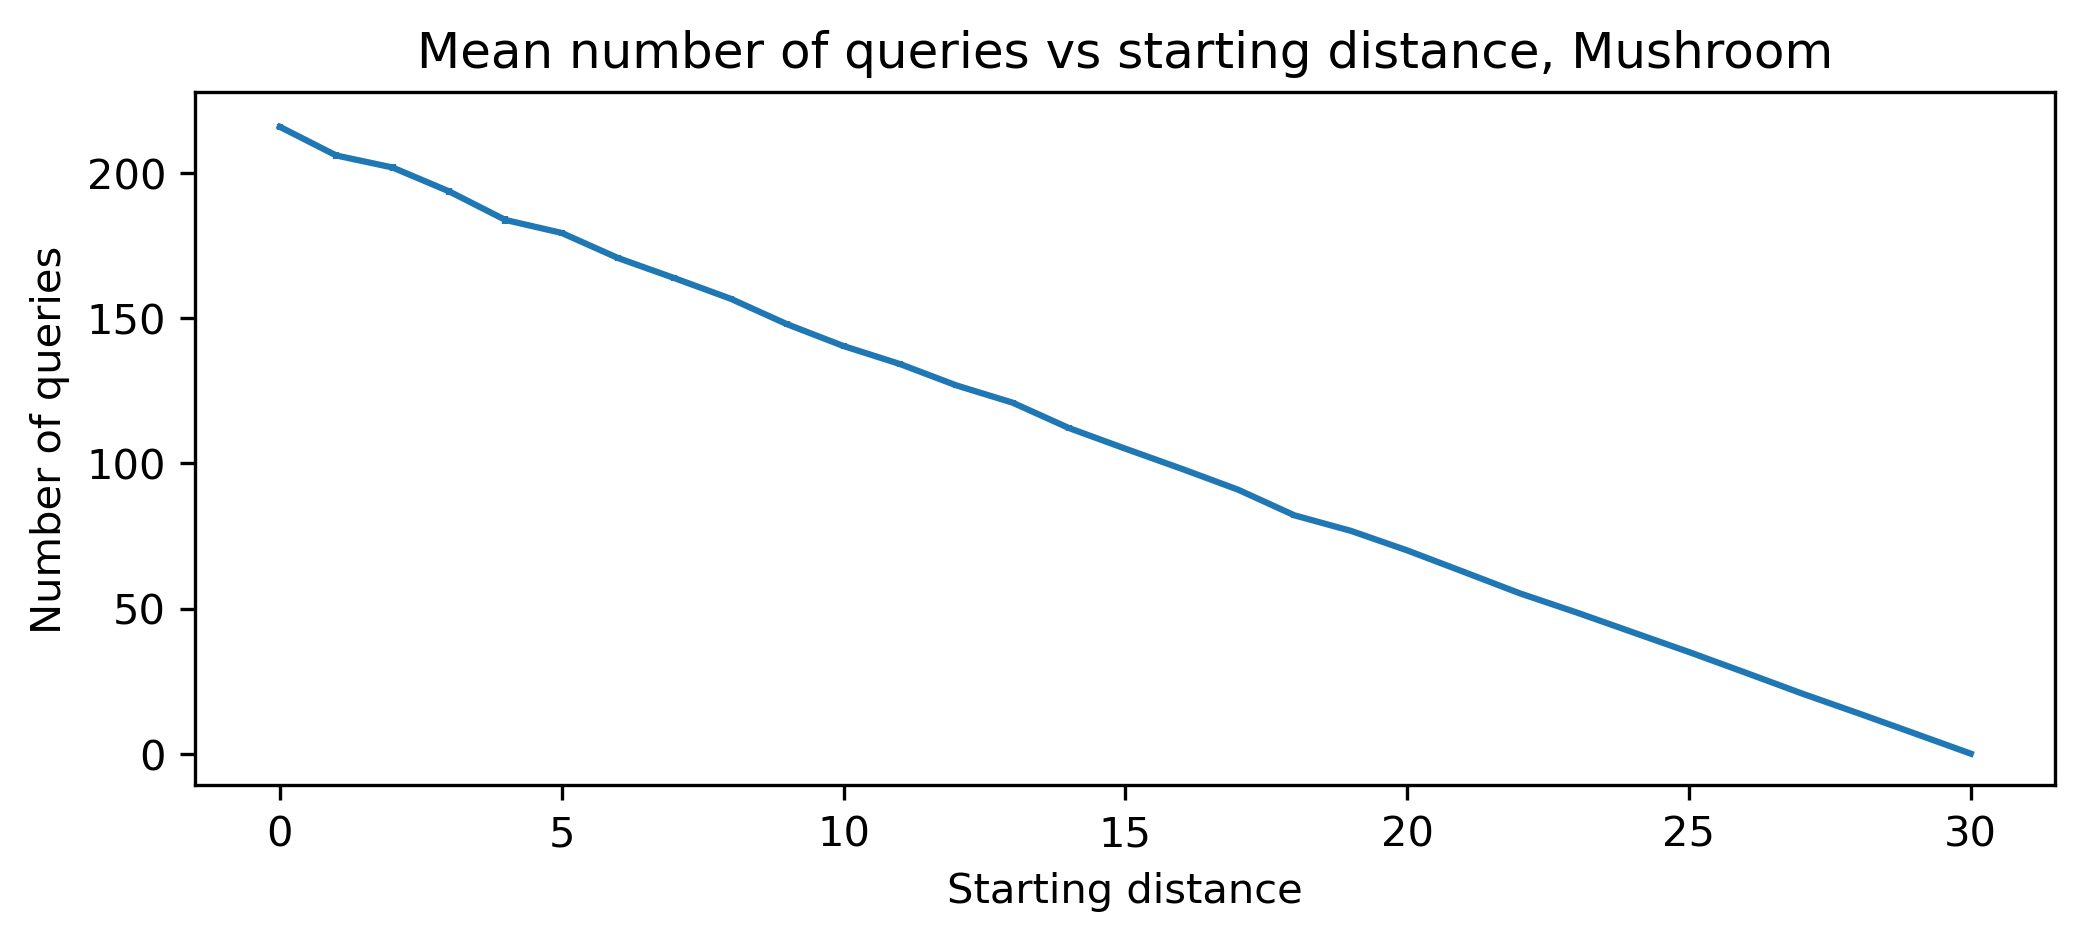 Mean number of queries vs starting distance, Mushroom
Number of queries
200
150
100
50
0
0 5 10 15 20 25 30
Starting distance